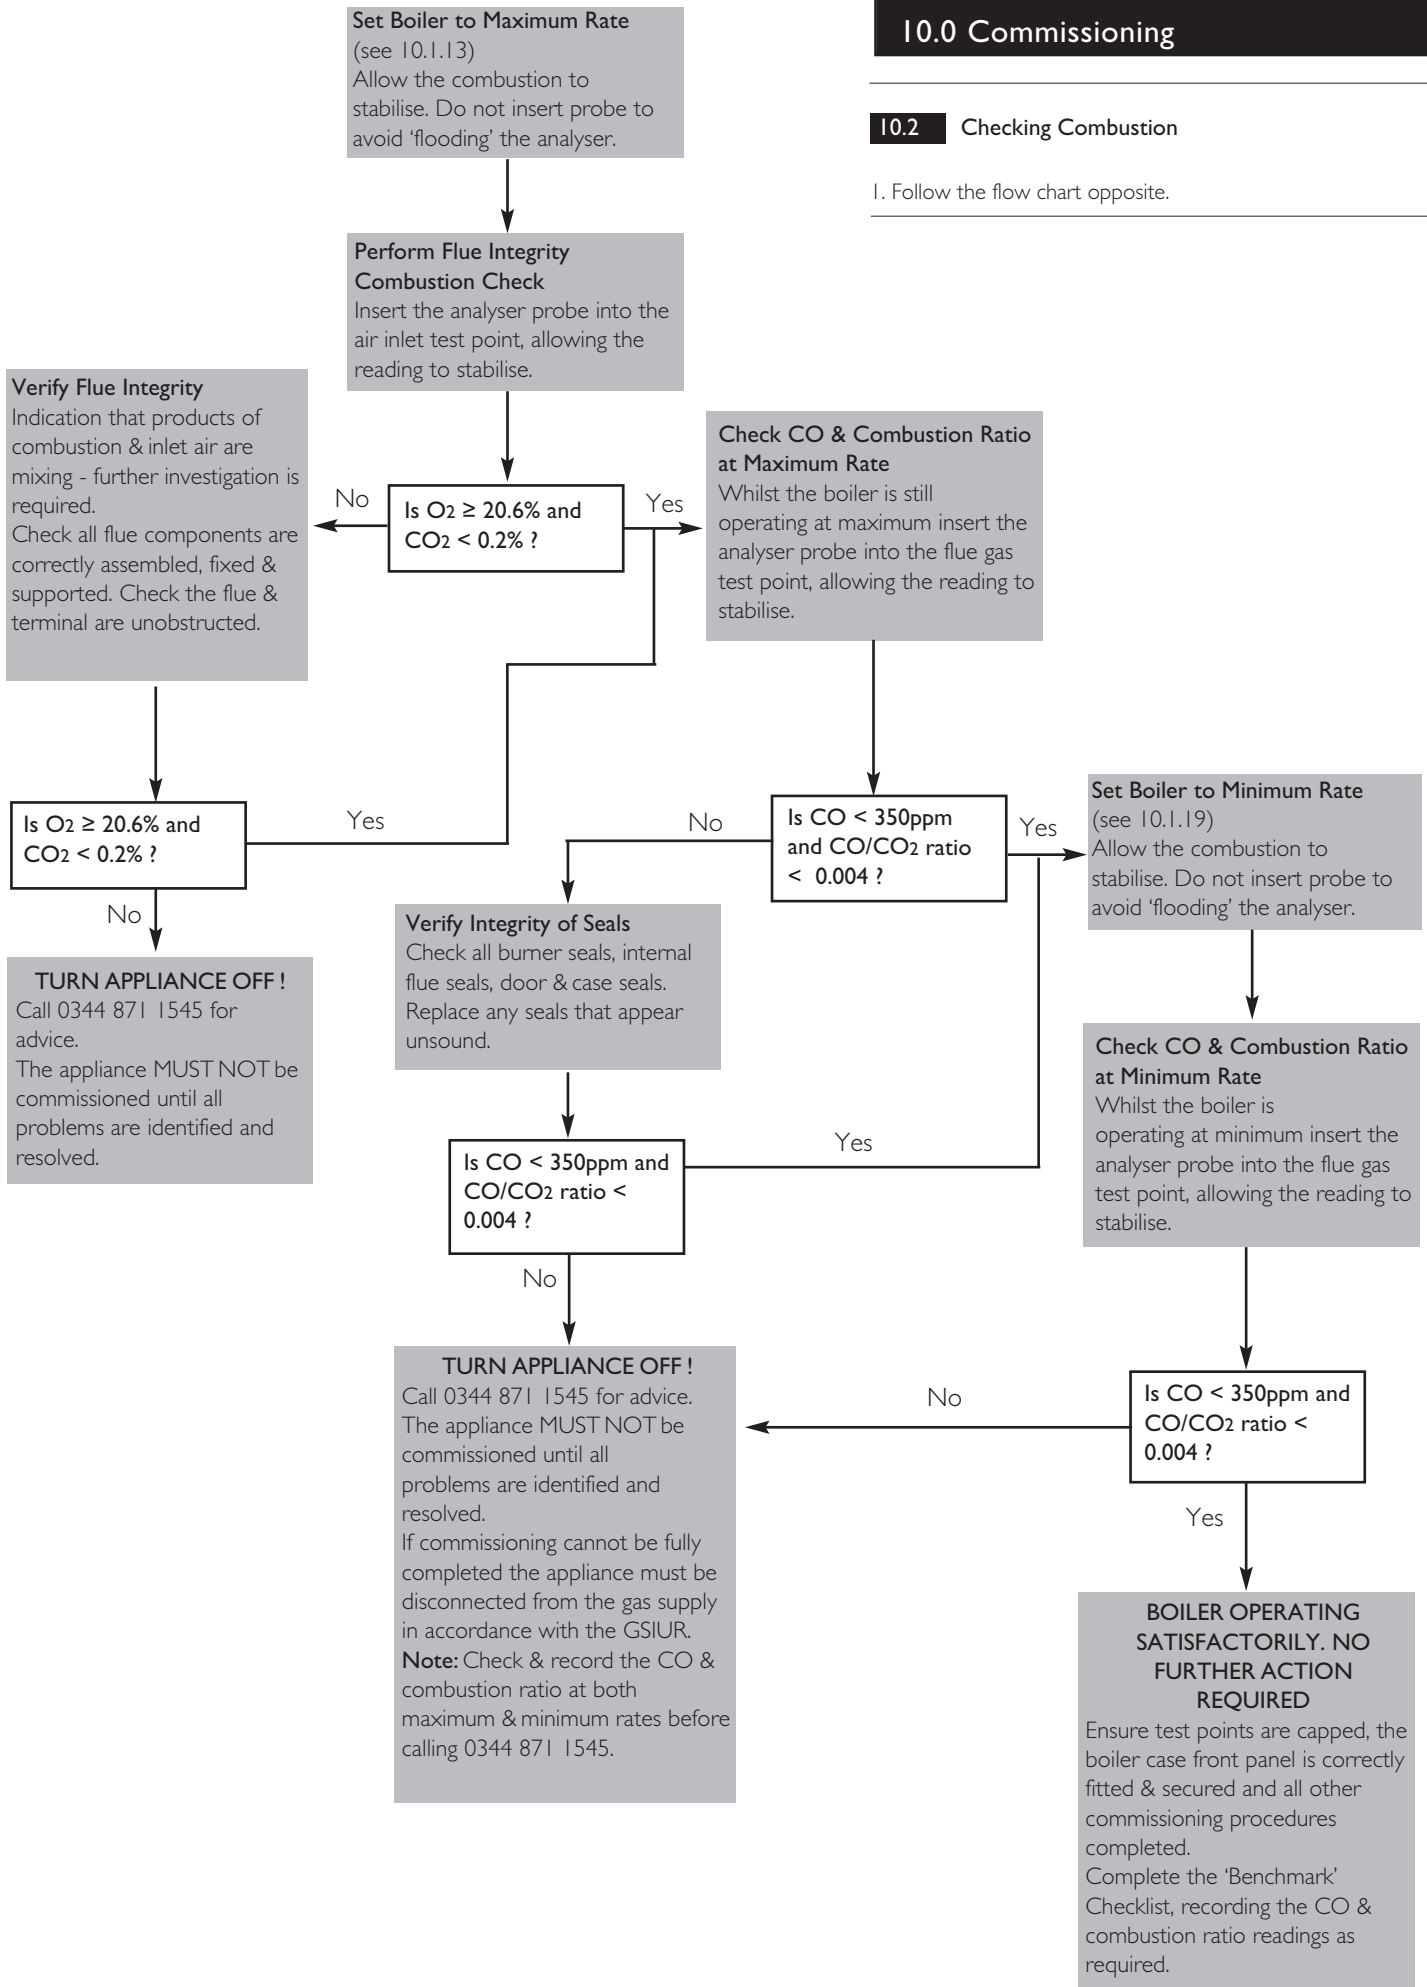 10.0 Commissioning
10.2 Checking Combustion
1. Follow the flow chart opposite.
Set Boiler to Maximum Rate
(see 10.1.13)
Allow the combustion to
stabilise. Do not insert probe to
avoid ‘flooding’ the analyser.
Perform Flue Integrity
Combustion Check
Insert the analyser probe into the
air inlet test point, allowing the
reading to stabilise.
Is O2 ≥ 20.6% and
CO2 < 0.2% ?
No
Yes
Verify Flue Integrity
Indication that products of
combustion & inlet air are
mixing - further investigation is
required.
Check all flue components are
correctly assembled, fixed &
supported. Check the flue &
terminal are unobstructed.
Is O2 ≥ 20.6% and
CO2 < 0.2% ?
Yes
No
TURN APPLIANCE OFF !
Call 0344 871 1545 for
advice.
The appliance MUST NOT be
commissioned until all
problems are identified and
resolved.
Check CO & Combustion Ratio
at Maximum Rate
Whilst the boiler is still
operating at maximum insert the
analyser probe into the flue gas
test point, allowing the reading to
stabilise.
Is CO < 350ppm
and CO/CO2 ratio
< 0.004 ?
No
Yes
Verify Integrity of Seals
Check all burner seals, internal
flue seals, door & case seals.
Replace any seals that appear
unsound.
Is CO < 350ppm and
CO/CO2 ratio <
0.004 ?
Yes
No
TURN APPLIANCE OFF !
Call 0344 871 1545 for advice.
The appliance MUST NOT be
commissioned until all
problems are identified and
resolved.
If commissioning cannot be fully
completed the appliance must be
disconnected from the gas supply
in accordance with the GSIUR.
Note: Check & record the CO &
combustion ratio at both
maximum & minimum rates before
calling 0344 871 1545.
Set Boiler to Minimum Rate
(see 10.1.19)
Allow the combustion to
stabilise. Do not insert probe to
avoid ‘flooding’ the analyser.
Check CO & Combustion Ratio
at Minimum Rate
Whilst the boiler is
operating at minimum insert the
analyser probe into the flue gas
test point, allowing the reading to
stabilise.
Is CO < 350ppm and
CO/CO2 ratio <
0.004 ?
No
Yes
BOILER OPERATING
SATISFACTORILY. NO
FURTHER ACTION
REQUIRED
Ensure test points are capped, the
boiler case front panel is correctly
fitted & secured and all other
commissioning procedures
completed.
Complete the ‘Benchmark’
Checklist, recording the CO &
combustion ratio readings as
required.